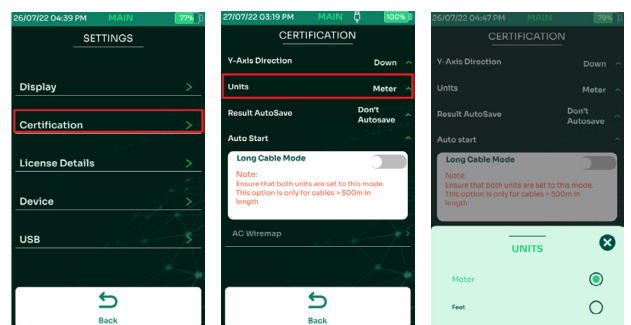 26/07/22 04:39 PM MAIN 77%
SETTINGS
Display >
Certification >
License Details >
Device >
USB >
Back
27/07/22 03:19 PM MAIN 100%
CERTIFICATION
Y-Axis Direction Down
Units Meter
Result AutoSave Don't
Autosave
Auto Start
Long Cable Mode
Note:
Ensure that both units are set to this mode.
This option is only for cables > 500m in
length
AC Wiremap >
Back
26/07/22 04:47 PM MAIN 79%
CERTIFICATION
Y-Axis Direction Down
Units Meter
Result AutoSave Don't
Autosave
Auto start
Long Cable Mode
Note:
Ensure that both units are set to this mode.
This option is only for cables > 500m in
length
UNITS
Meter
Feet